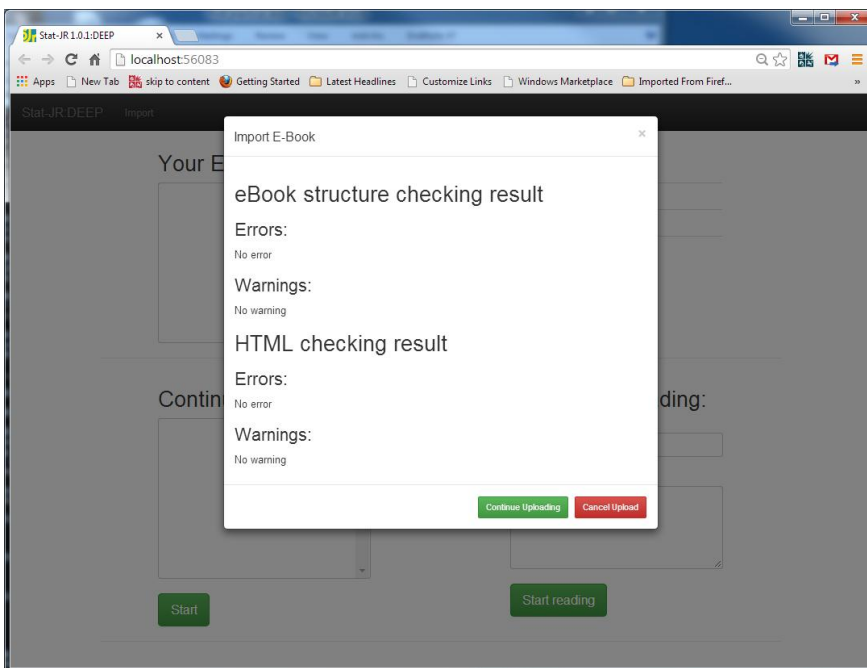 Stat-JR 1.0.1:DEEP
localhost:56083
Apps New Tab skip to content Getting Started Latest Headlines Customize Links Windows Marketplace Imported From Firef... »
Stat-JR:DEEP Import
Import E-Book ×
Your E
eBook structure checking result
Errors:
No error
Warnings:
No warning
HTML checking result
Errors:
No error
Contin ding:
Warnings:
No warning
Continue Uploading Cancel Upload
Start Start reading